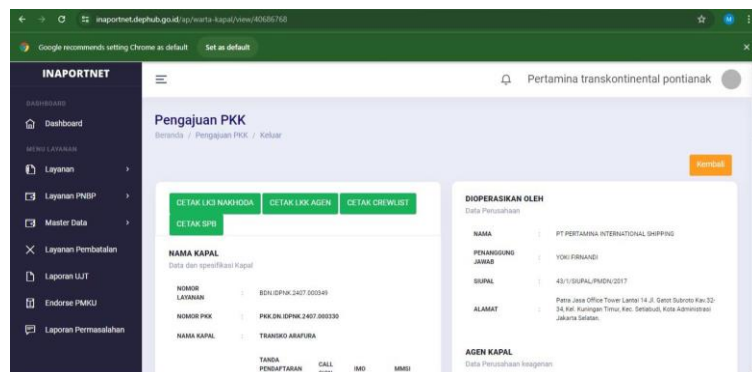 inaportnet.dephub.go.id/ap/warta-kapal/view/40686768
Google recommends setting Chrome as default
Set as default
INAPORTNET
Pertamina transkontinental pontianak
DASHBOARD
Dashboard
MENU LAYANAN
Layanan
Layanan PNBP
Master Data
Layanan Pembatalan
Laporan UJT
Endorse PMKU
Laporan Permasalahan
Pengajuan PKK
Beranda / Pengajuan PKK / Keluar
Kembali
CETAK LK3 NAKHODA
CETAK LKK AGEN
CETAK CREWLIST
CETAK SPB
NAMA KAPAL
Data dan spesifikasi Kapal
NOMOR LAYANAN : BDN.IDPNK.2407.000349
NOMOR PKK : PKK.DN.IDPNK.2407.000330
NAMA KAPAL : TRANSKO ARAFURA
TANDA PENDAFTARAN
CALL SIGN
IMO
MMSI
DIOPERASIKAN OLEH
Data Perusahaan
NAMA : PT PERTAMINA INTERNATIONAL SHIPPING
PENANGGUNG JAWAB : YOKI FIRNANDI
SIUPAL : 43/1/SIUPAL/PMDN/2017
ALAMAT : Patra Jasa Office Tower Lantai 14 Jl. Gatot Subroto Kav.32-
34, Kel. Kuningan Timur, Kec. Setiabudi, Kota Administrasi
Jakarta Selatan.
AGEN KAPAL
Data Perusahaan keagenan